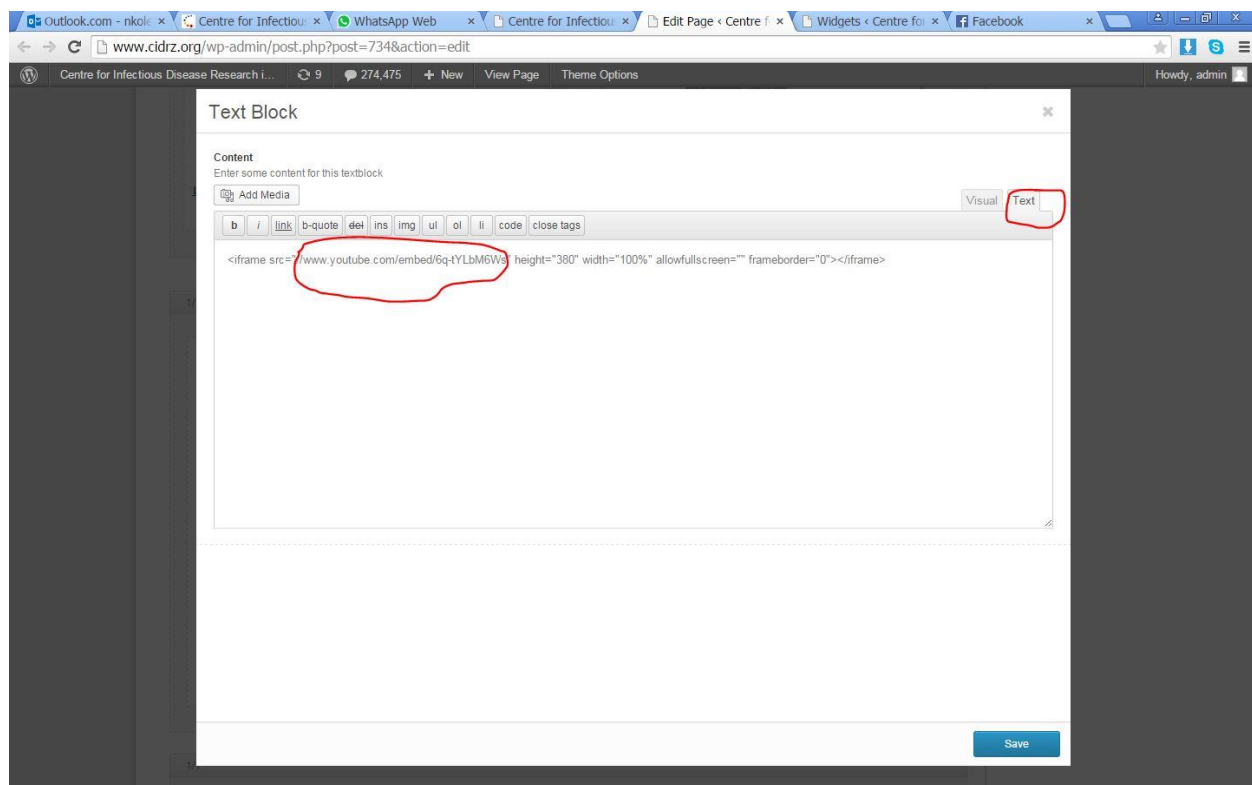 Outlook.com - nkole
Centre for Infectiou
WhatsApp Web
Centre for Infectiou
Edit Page ‹ Centre f
Widgets ‹ Centre for
Facebook
www.cidrz.org/wp-admin/post.php?post=734&action=edit
Centre for Infectious Disease Research i... 9 274,475 + New View Page Theme Options Howdy, admin
Text Block
Content
Enter some content for this textblock
Add Media
Visual Text
b i link b-quote del ins img ul ol li code close tags
<iframe src="//www.youtube.com/embed/6q-tYLbM6Ws" height="380" width="100%" allowfullscreen="" frameborder="0"></iframe>
Save